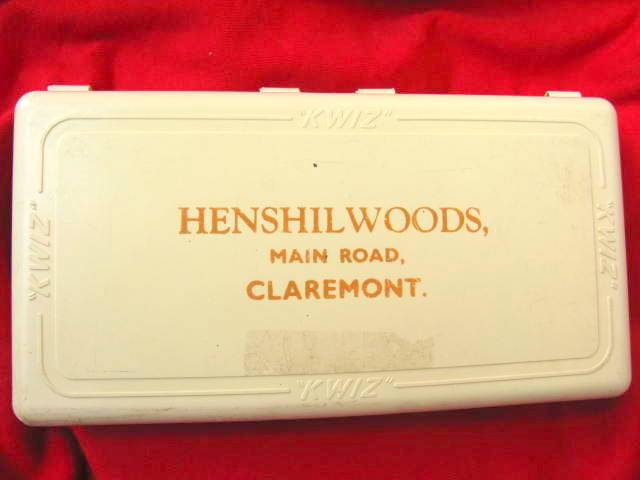 "KWIZ"
"KWIZ"
HENSHILWOODS,
MAIN ROAD,
CLAREMONT.
"KWIZ"
"KWIZ"